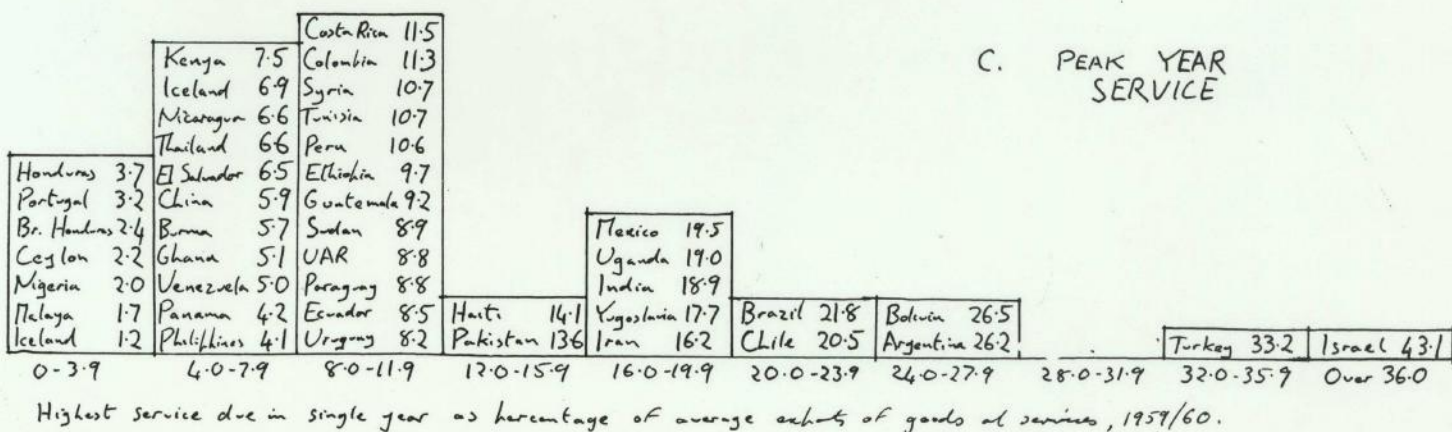 C. PEAK YEAR
SERVICE
Honduras 3.7
Portugal 3.2
Br. Honduras 2.4
Ceylon 2.2
Nigeria 2.0
Malaya 1.7
Iceland 1.2
0-3.9
Kenya 7.5
Iceland 6.9
Nicaragua 6.6
Thailand 6.6
El Salvador 6.5
China 5.9
Burma 5.7
Ghana 5.1
Venezuela 5.0
Panama 4.2
Philippines 4.1
4.0-7.9
Costa Rica 11.5
Colombia 11.3
Syria 10.7
Tunisia 10.7
Peru 10.6
Ethiopia 9.7
Guatemala 9.2
Sudan 8.9
UAR 8.8
Paraguay 8.8
Ecuador 8.5
Uruguay 8.2
8.0-11.9
Haiti 14.1
Pakistan 13.6
12.0-15.9
Mexico 19.5
Uganda 19.0
India 18.9
Yugoslavia 17.7
Iran 16.2
16.0-19.9
Brazil 21.8
Chile 20.5
20.0-23.9
Bolivia 26.5
Argentina 26.2
24.0-27.9
28.0-31.9
Turkey 33.2
32.0-35.9
Israel 43.1
Over 36.0
Highest service due in single year as percentage of average exports of goods and services, 1959/60.